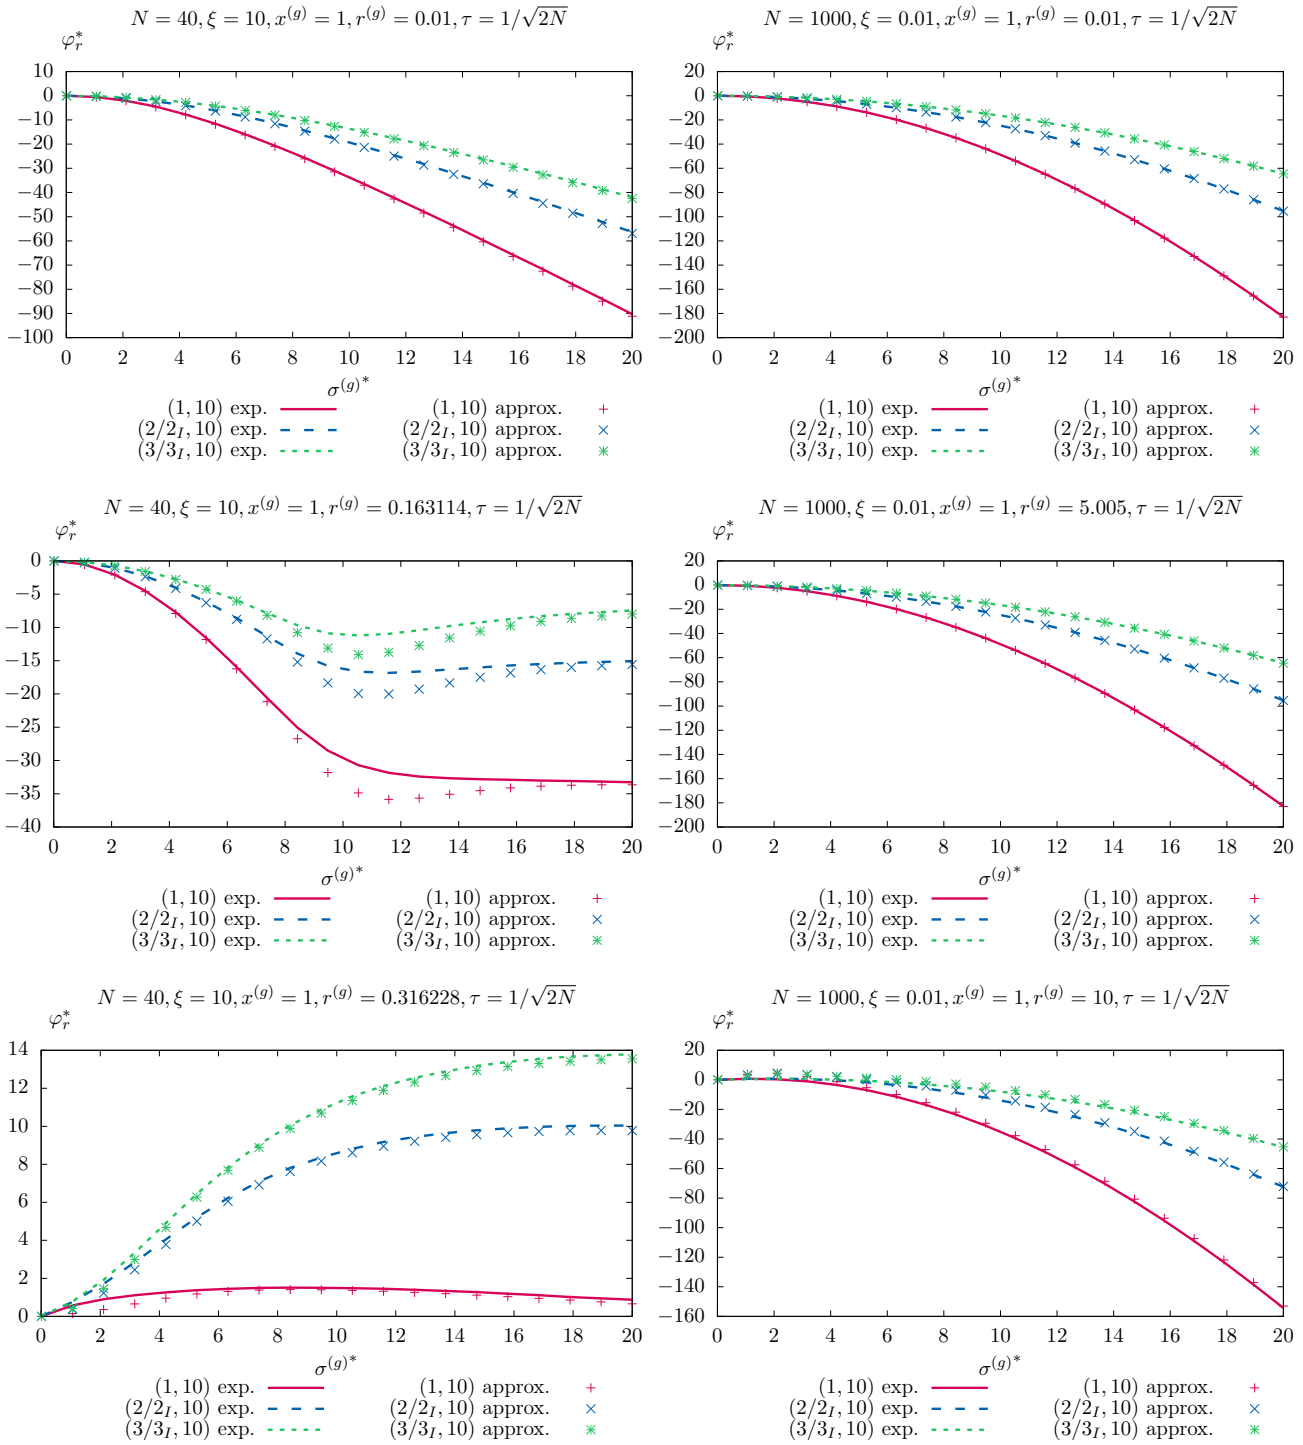 N = 40, ξ = 10, x^(g) = 1, r^(g) = 0.01, τ = 1/√2N
φ_r^*
10
0
−10
−20
−30
−40
−50
−60
−70
−80
−90
−100
0 2 4 6 8 10 12 14 16 18 20
σ^(g)*
(1, 10) exp. (1, 10) approx.
(2/2_I, 10) exp. (2/2_I, 10) approx.
(3/3_I, 10) exp. (3/3_I, 10) approx.
N = 1000, ξ = 0.01, x^(g) = 1, r^(g) = 0.01, τ = 1/√2N
φ_r^*
20
0
−20
−40
−60
−80
−100
−120
−140
−160
−180
−200
0 2 4 6 8 10 12 14 16 18 20
σ^(g)*
(1, 10) exp. (1, 10) approx.
(2/2_I, 10) exp. (2/2_I, 10) approx.
(3/3_I, 10) exp. (3/3_I, 10) approx.
N = 40, ξ = 10, x^(g) = 1, r^(g) = 0.163114, τ = 1/√2N
φ_r^*
0
−5
−10
−15
−20
−25
−30
−35
−40
0 2 4 6 8 10 12 14 16 18 20
σ^(g)*
(1, 10) exp. (1, 10) approx.
(2/2_I, 10) exp. (2/2_I, 10) approx.
(3/3_I, 10) exp. (3/3_I, 10) approx.
N = 1000, ξ = 0.01, x^(g) = 1, r^(g) = 5.005, τ = 1/√2N
φ_r^*
20
0
−20
−40
−60
−80
−100
−120
−140
−160
−180
−200
0 2 4 6 8 10 12 14 16 18 20
σ^(g)*
(1, 10) exp. (1, 10) approx.
(2/2_I, 10) exp. (2/2_I, 10) approx.
(3/3_I, 10) exp. (3/3_I, 10) approx.
N = 40, ξ = 10, x^(g) = 1, r^(g) = 0.316228, τ = 1/√2N
φ_r^*
14
12
10
8
6
4
2
0
0 2 4 6 8 10 12 14 16 18 20
σ^(g)*
(1, 10) exp. (1, 10) approx.
(2/2_I, 10) exp. (2/2_I, 10) approx.
(3/3_I, 10) exp. (3/3_I, 10) approx.
N = 1000, ξ = 0.01, x^(g) = 1, r^(g) = 10, τ = 1/√2N
φ_r^*
20
0
−20
−40
−60
−80
−100
−120
−140
−160
0 2 4 6 8 10 12 14 16 18 20
σ^(g)*
(1, 10) exp. (1, 10) approx.
(2/2_I, 10) exp. (2/2_I, 10) approx.
(3/3_I, 10) exp. (3/3_I, 10) approx.